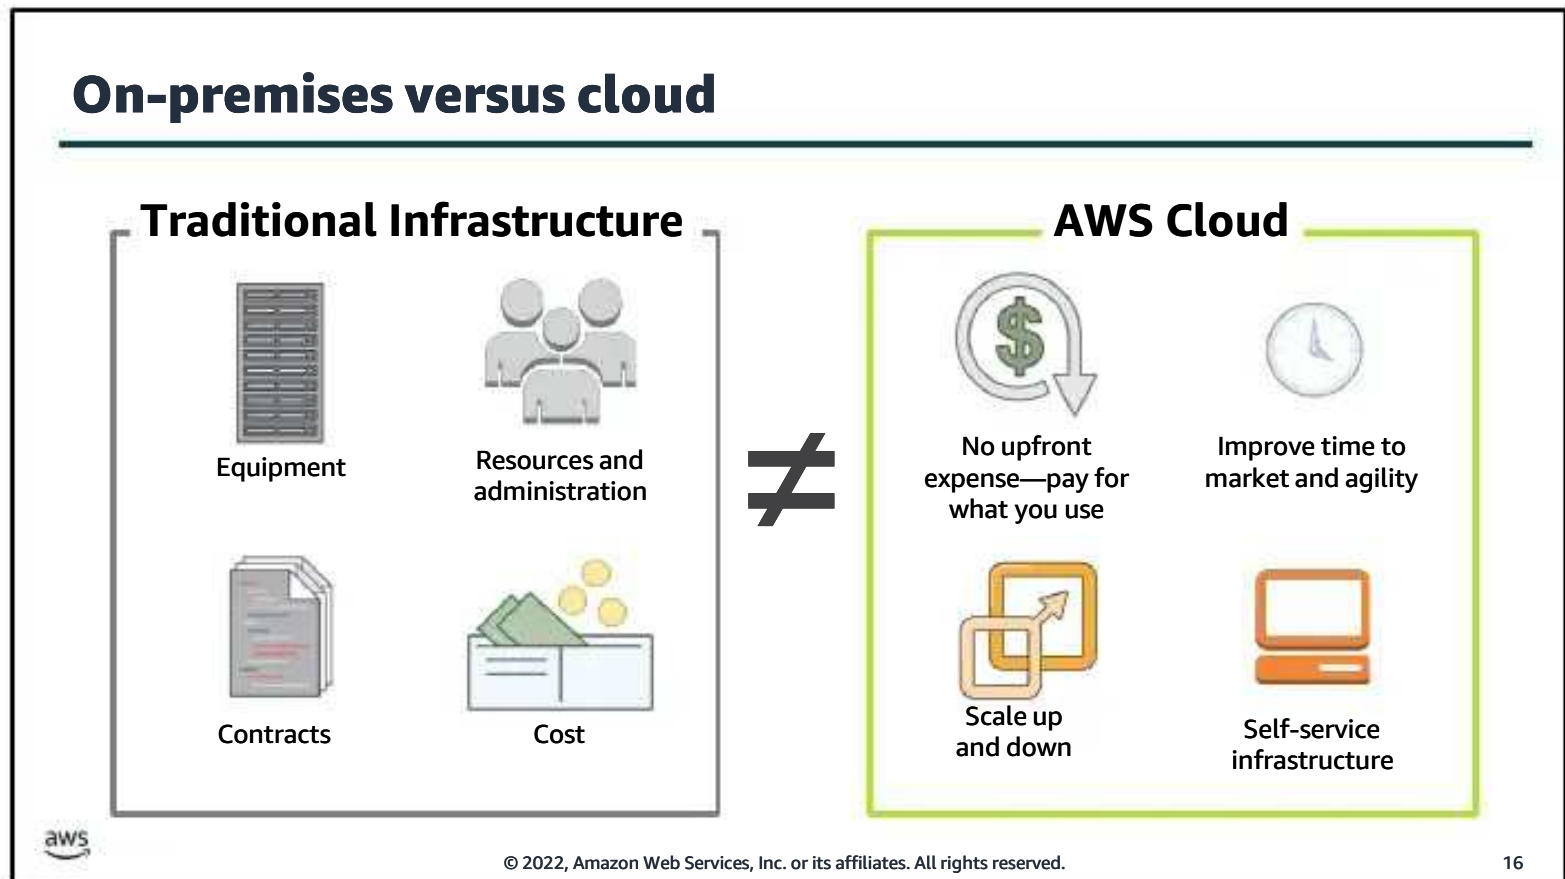 On-premises versus cloud
Traditional Infrastructure
Equipment
Resources and
administration
Contracts
Cost
≠
AWS Cloud
No upfront
expense—pay for
what you use
Improve time to
market and agility
Scale up
and down
Self-service
infrastructure
aws
© 2022, Amazon Web Services, Inc. or its affiliates. All rights reserved.
16